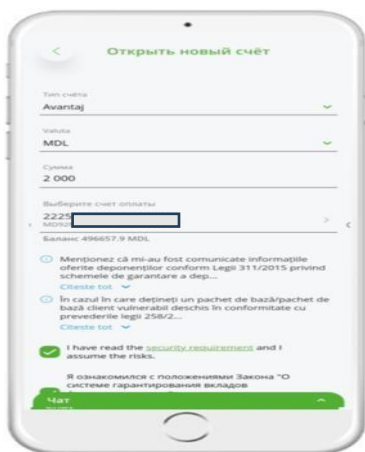 Открыть новый счёт
Тип счёта
Avantaj
Valuta
MDL
Сумма
2 000
Выберите счет оплаты
2225
Баланс 496657.9 MDL
Menționez că mi-au fost comunicate informațiile
oferite deponenților conform Legii 311/2015 privind
schemele de garantare a dep...
Citeste tot
În cazul în care dețineți un pachet de bază/pachet de
bază client vulnerabil deschis în conformitate cu
prevederile legii 258/2...
Citeste tot
I have read the security requirement and I
assume the risks.
Я ознакомился с положениями Закона "О
системе гарантирования вкладов
Чат